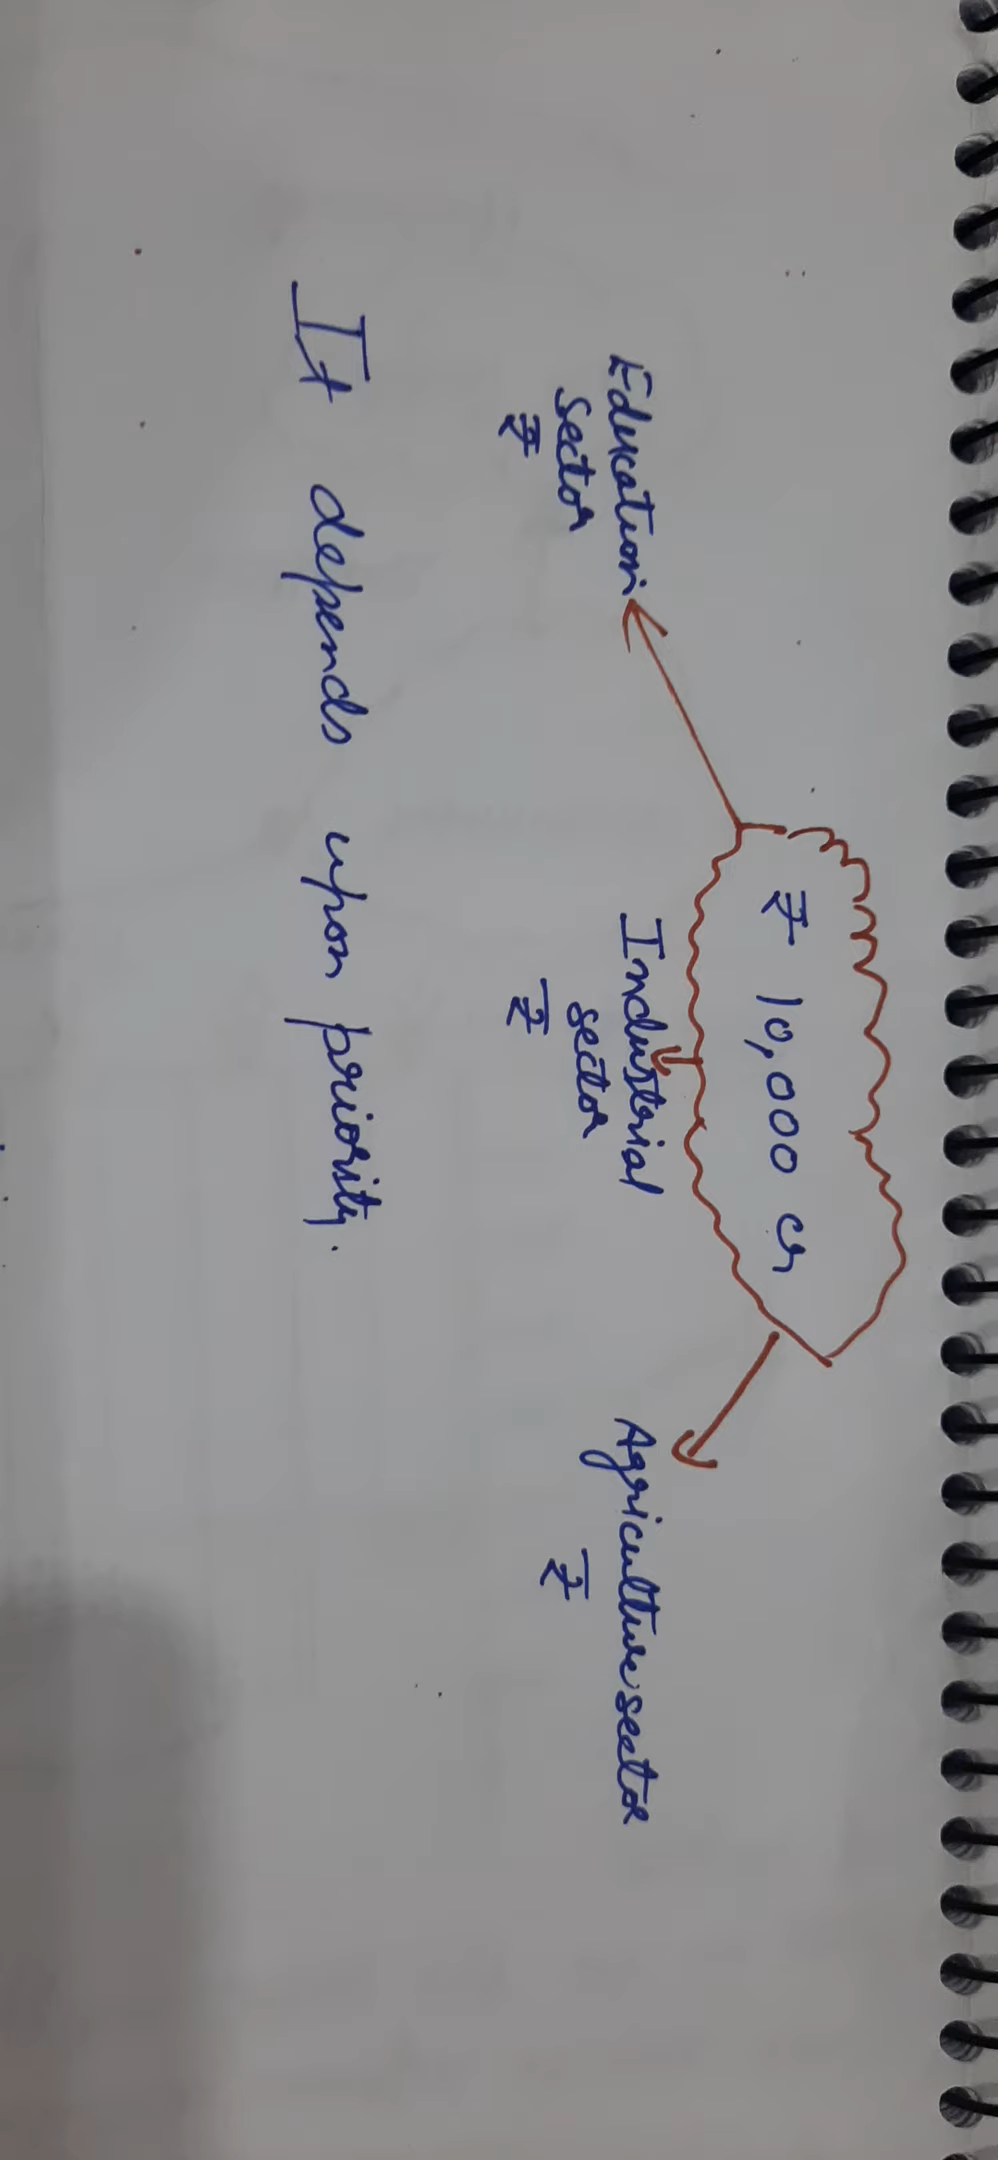 ₹ 10,000 cr
Education
sector
₹
Industrial
sector
₹
Agriculture sector
₹
It depends upon priority.